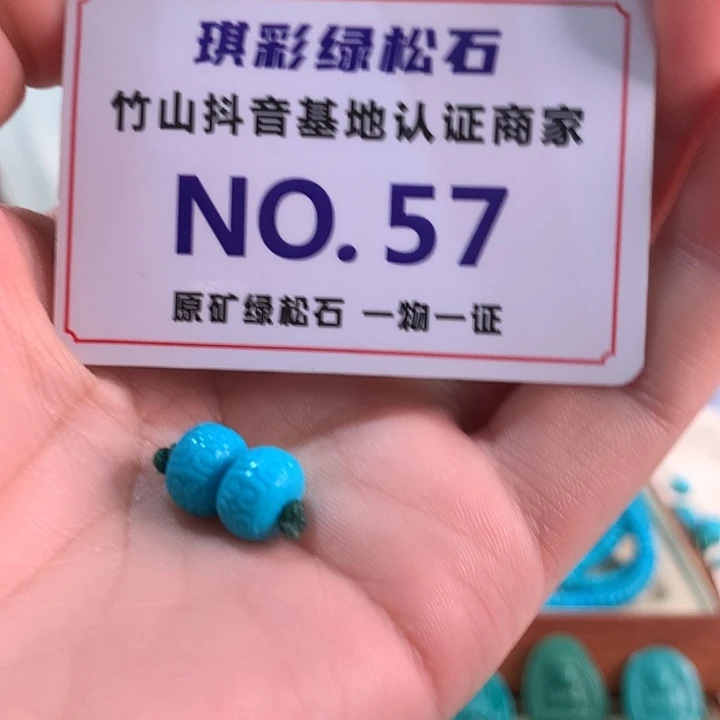 琪彩绿松石
竹山抖音基地认证商家
NO. 57
原矿绿松石 一物一证